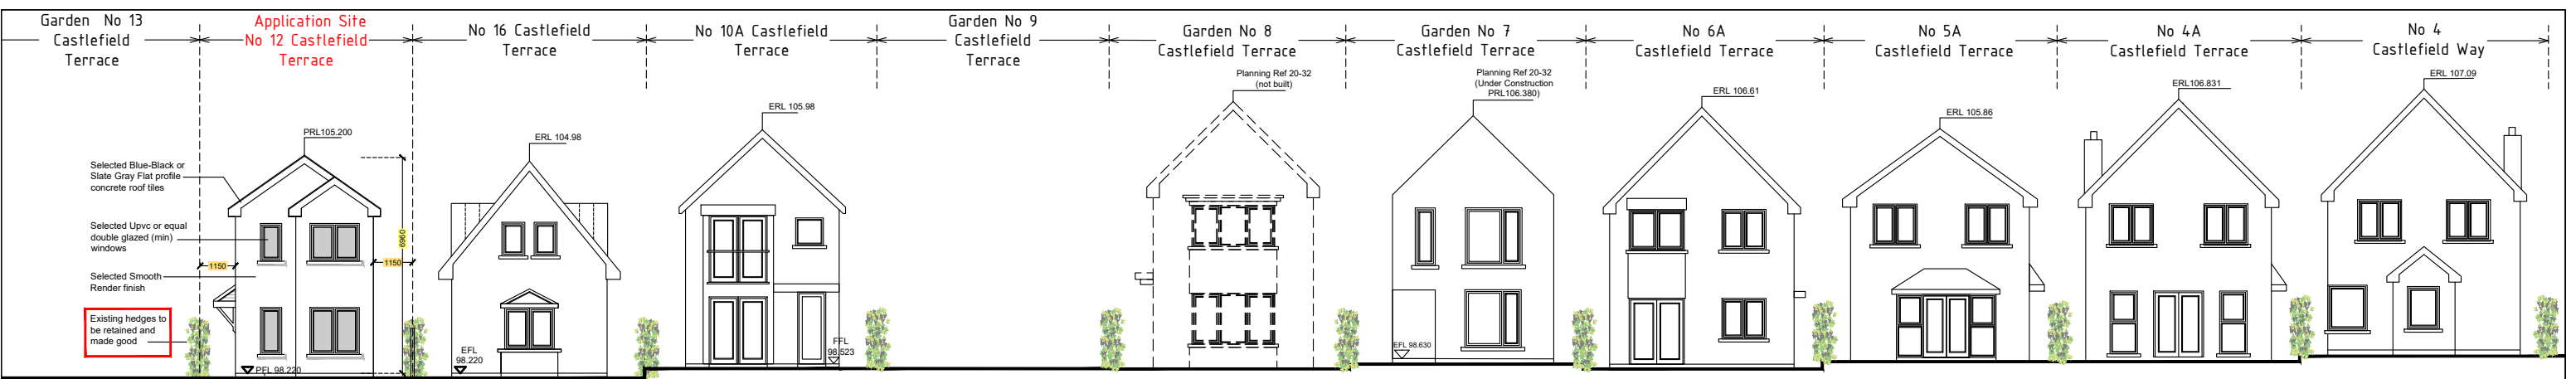 Garden No 13
Castlefield
Terrace
Application Site
No 12 Castlefield
Terrace
No 16 Castlefield
Terrace
No 10A Castlefield
Terrace
Garden No 9
Castlefield
Terrace
Garden No 8
Castlefield Terrace
Garden No 7
Castlefield Terrace
No 6A
Castlefield Terrace
No 5A
Castlefield Terrace
No 4A
Castlefield Terrace
No 4
Castlefield Way
PRL105.200
ERL 104.98
ERL 105.98
Planning Ref 20-32
(not built)
Planning Ref 20-32
(Under Construction
PRL106.380)
ERL 106.61
ERL 105.86
ERL106.831
ERL 107.09
Selected Blue-Black or
Slate Gray Flat profile
concrete roof tiles
Selected Upvc or equal
double glazed (min)
windows
1150
1150
6960
Selected Smooth
Render finish
Existing hedges to
be retained and
made good
PFL 98.220
EFL
98.220
FFL
98.523
EFL 98.630